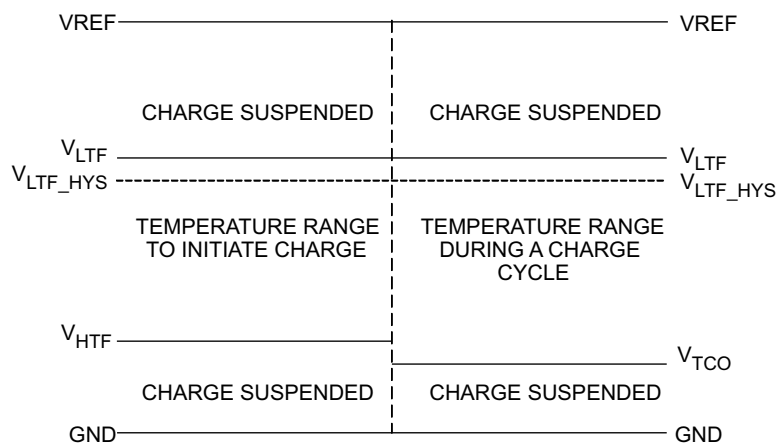 VREF VREF
CHARGE SUSPENDED CHARGE SUSPENDED
VLTF VLTF
VLTF_HYS VLTF_HYS
TEMPERATURE RANGE
TO INITIATE CHARGE
TEMPERATURE RANGE
DURING A CHARGE
CYCLE
VHTF
VTCO
CHARGE SUSPENDED CHARGE SUSPENDED
GND GND